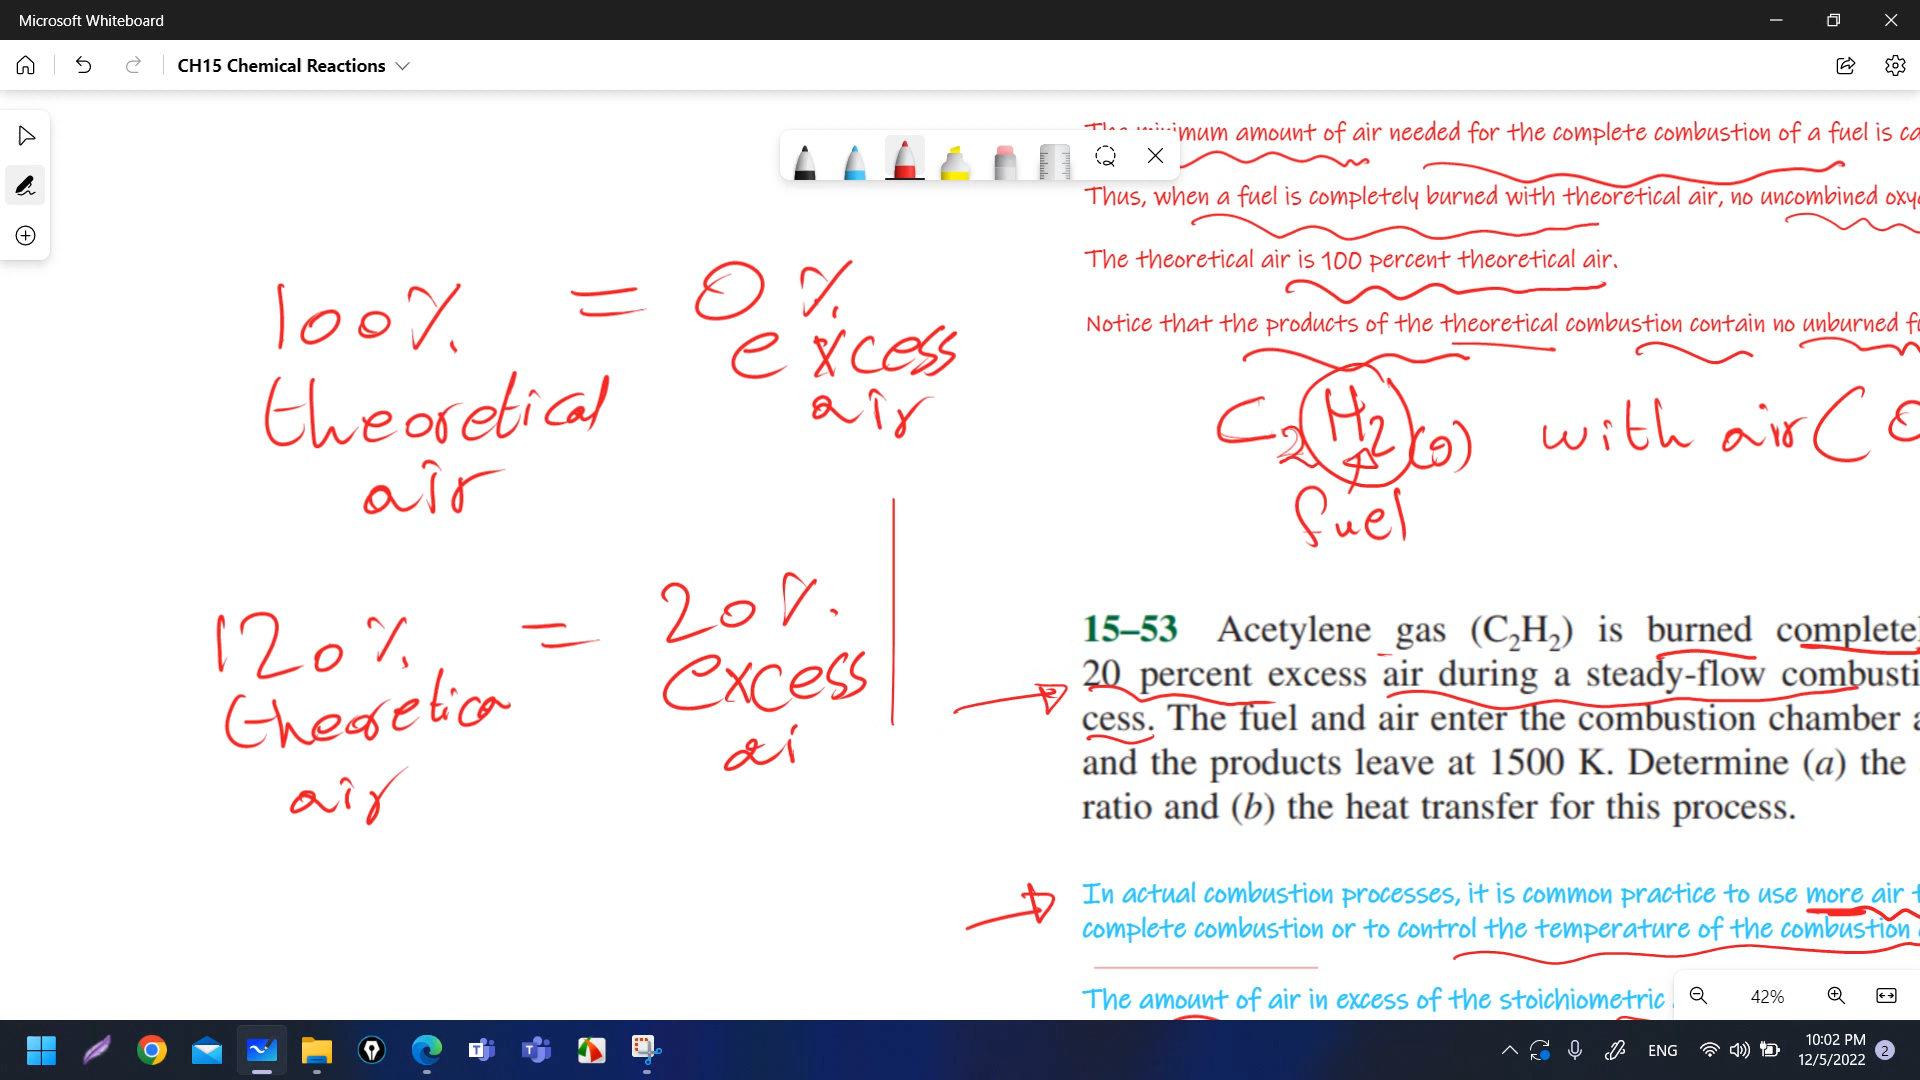 Microsoft Whiteboard
CH15 Chemical Reactions
100% = 0%
theoretical excess
air air
120% = 20%
theoretica excess
air ai
minimum amount of air needed for the complete combustion of a fuel is ca
Thus, when a fuel is completely burned with theoretical air, no uncombined oxy
The theoretical air is 100 percent theoretical air.
Notice that the products of the theoretical combustion contain no unburned f
C2H2(g) with air (
fuel
15–53 Acetylene gas (C₂H₂) is burned complete
20 percent excess air during a steady-flow combusti
cess. The fuel and air enter the combustion chamber a
and the products leave at 1500 K. Determine (a) the
ratio and (b) the heat transfer for this process.
In actual combustion processes, it is common practice to use more air t
complete combustion or to control the temperature of the combustion
The amount of air in excess of the stoichiometric
42%
ENG
10:02 PM
12/5/2022
2